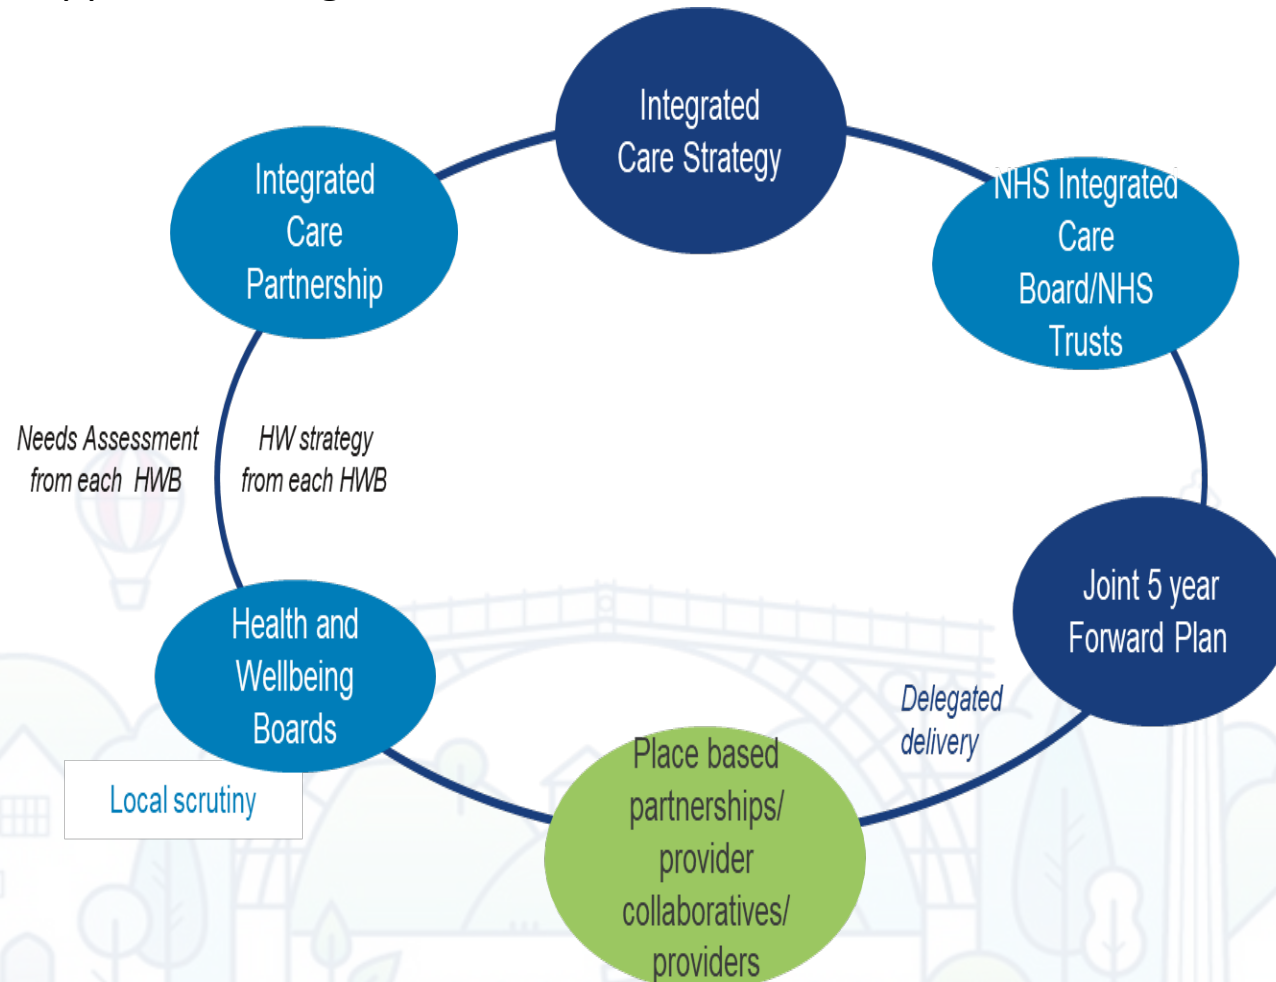 Integrated
Care Strategy
Integrated
Care
Partnership
NHS Integrated
Care
Board/NHS
Trusts
Needs Assessment
from each HWB
HW strategy
from each HWB
Joint 5 year
Forward Plan
Health and
Wellbeing
Boards
Delegated
delivery
Local scrutiny
Place based
partnerships/
provider
collaboratives/
providers